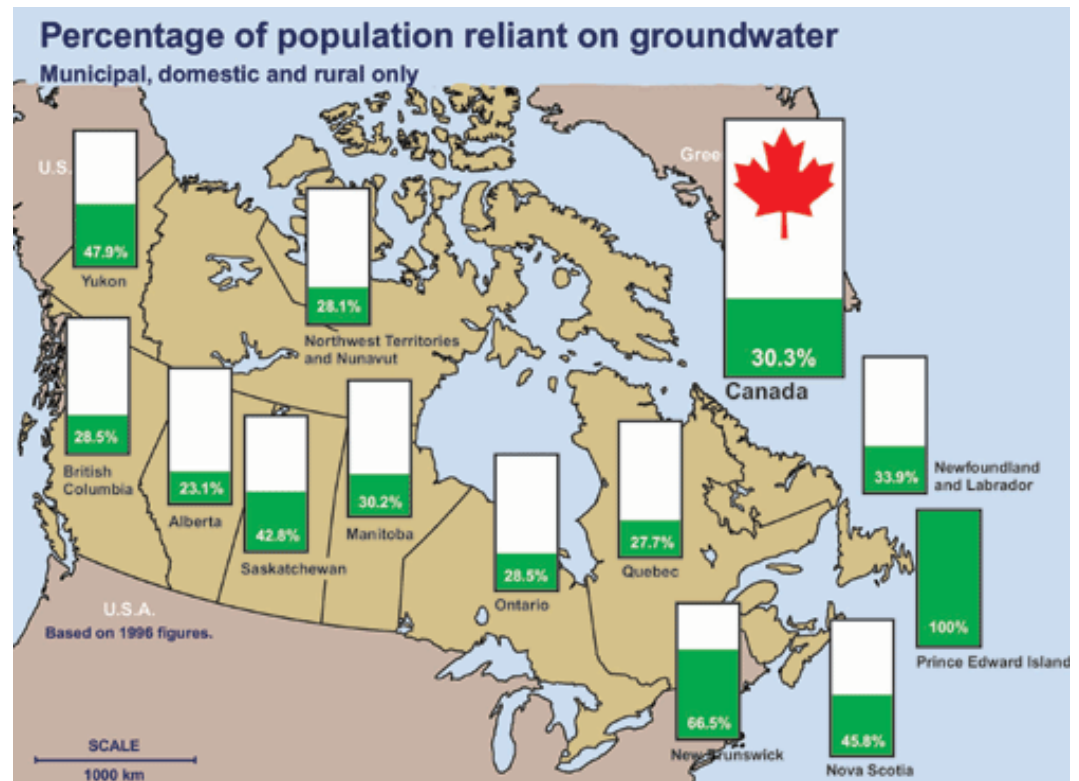 Percentage of population reliant on groundwater
Municipal, domestic and rural only
U.S.
Gree
47.9%
Yukon
28.1%
Northwest Territories
and Nunavut
30.3%
Canada
28.5%
British
Columbia
23.1%
Alberta
42.8%
Saskatchewan
30.2%
Manitoba
28.5%
Ontario
27.7%
Quebec
33.9%
Newfoundland
and Labrador
100%
Prince Edward Island
66.5%
New Brunswick
45.8%
Nova Scotia
U.S.A.
Based on 1996 figures.
SCALE
1000 km